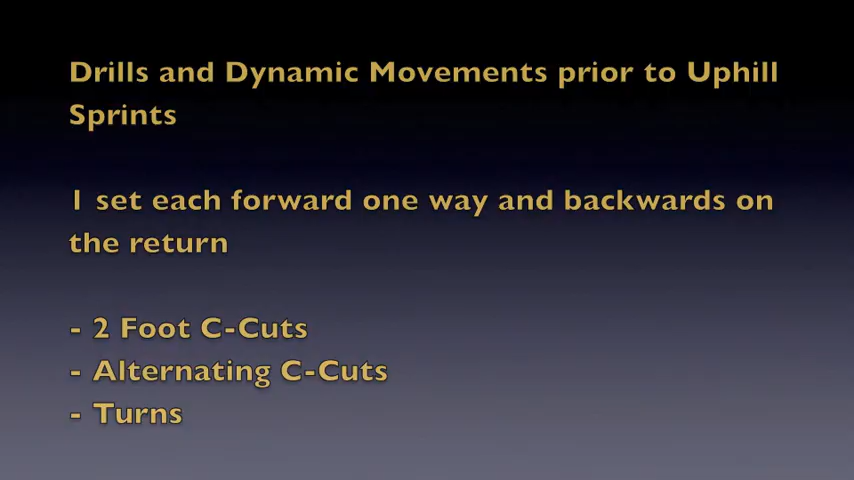 Drills and Dynamic Movements prior to Uphill
Sprints
1 set each forward one way and backwards on
the return
- 2 Foot C-Cuts
- Alternating C-Cuts
- Turns